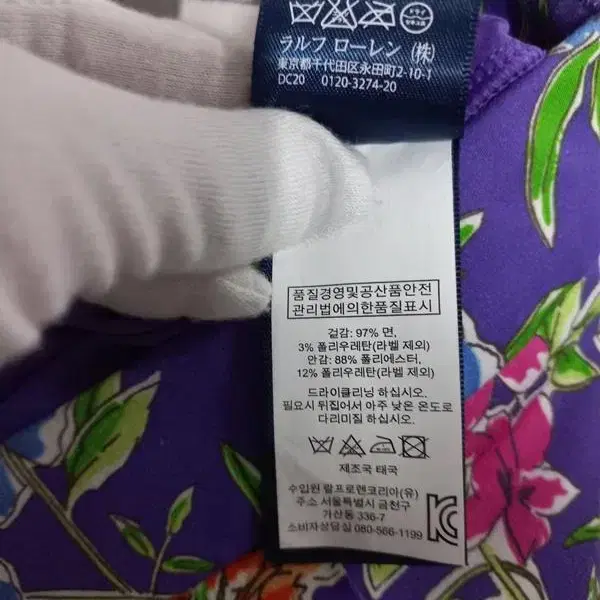 ラルフ ローレン (株)
東京都千代田区永田町2-10-1
DC20 0120-3274-20
품질경영및공산품안전
관리법에의한품질표시
겉감: 97% 면,
3% 폴리우레탄(라벨 제외)
안감: 88% 폴리에스터,
12% 폴리우레탄(라벨 제외)
드라이클리닝 하십시오.
필요시 뒤집어서 아주 낮은 온도로
다리미질 하십시오.
제조국 태국
수입원 랄프로렌코리아(유)
주소 서울특별시 금천구
가산동 336-7
소비자상담실 080-566-1199